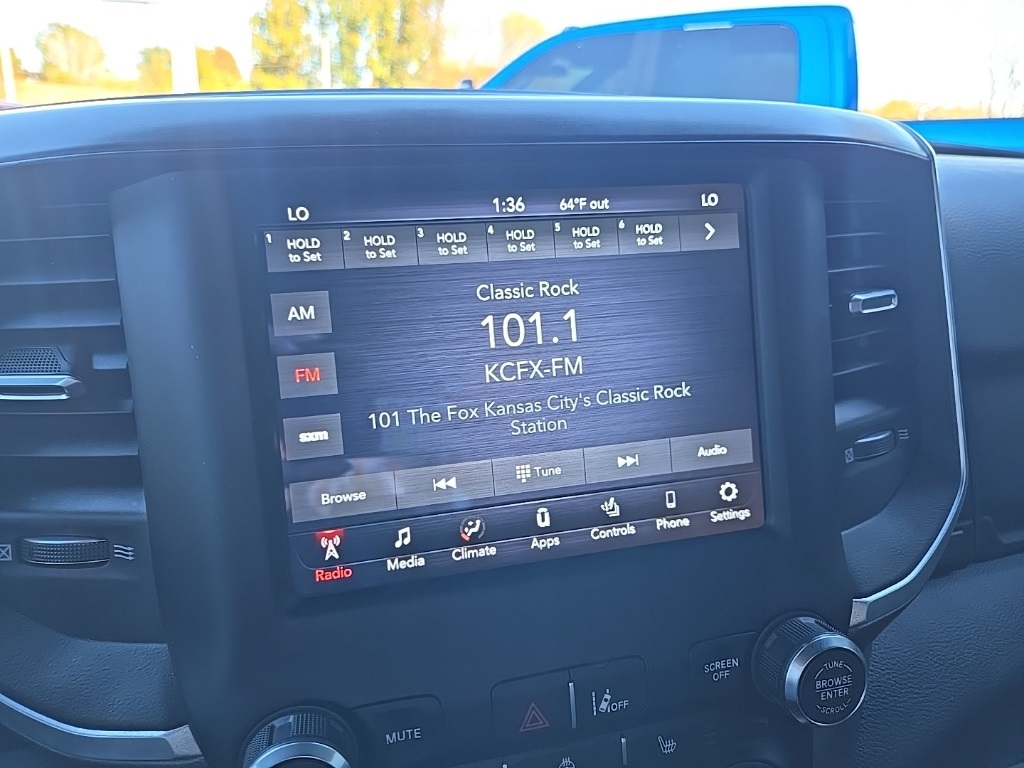 LO 1:36 64°F out LO
1 HOLD to Set 2 HOLD to Set 3 HOLD to Set 4 HOLD to Set 5 HOLD to Set 6 HOLD to Set
Classic Rock
AM
101.1
KCFX-FM
FM
101 The Fox Kansas City's Classic Rock
Station
sxm
Browse Tune Audio
Radio Media Climate Apps Controls Phone Settings
SCREEN
OFF
TUNE
BROWSE
ENTER
SCROLL
OFF
MUTE